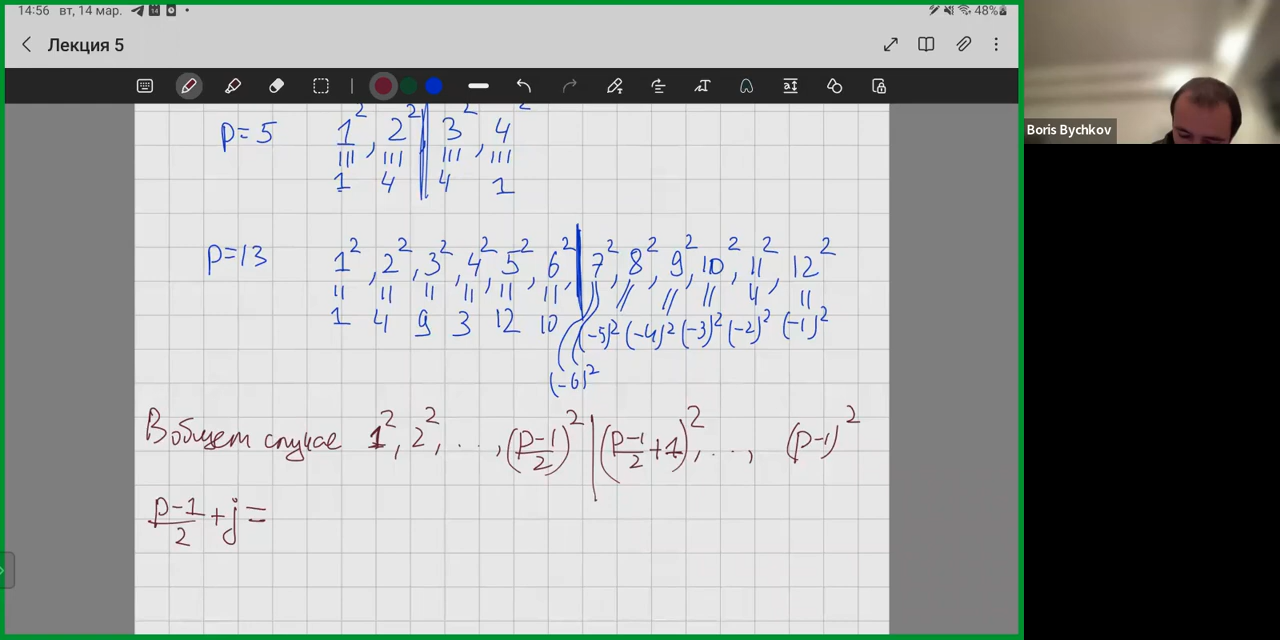 14:56 вт, 14 мар. 48%
Лекция 5
Boris Bychkov
p=5 1², 2² | 3², 4²
||| ||| ||| |||
1 4 4 1
p=13 1², 2², 3², 4², 5², 6², | 7², 8², 9², 10², 11², 12²
1 4 9 3 12 10 (-5)² (-4)² (-3)² (-2)² (-1)²
(-6)²
В общем случае 1², 2², ..., (p-1/2)² | (p-1/2+1)², ..., (p-1)²
p-1/2 + j =